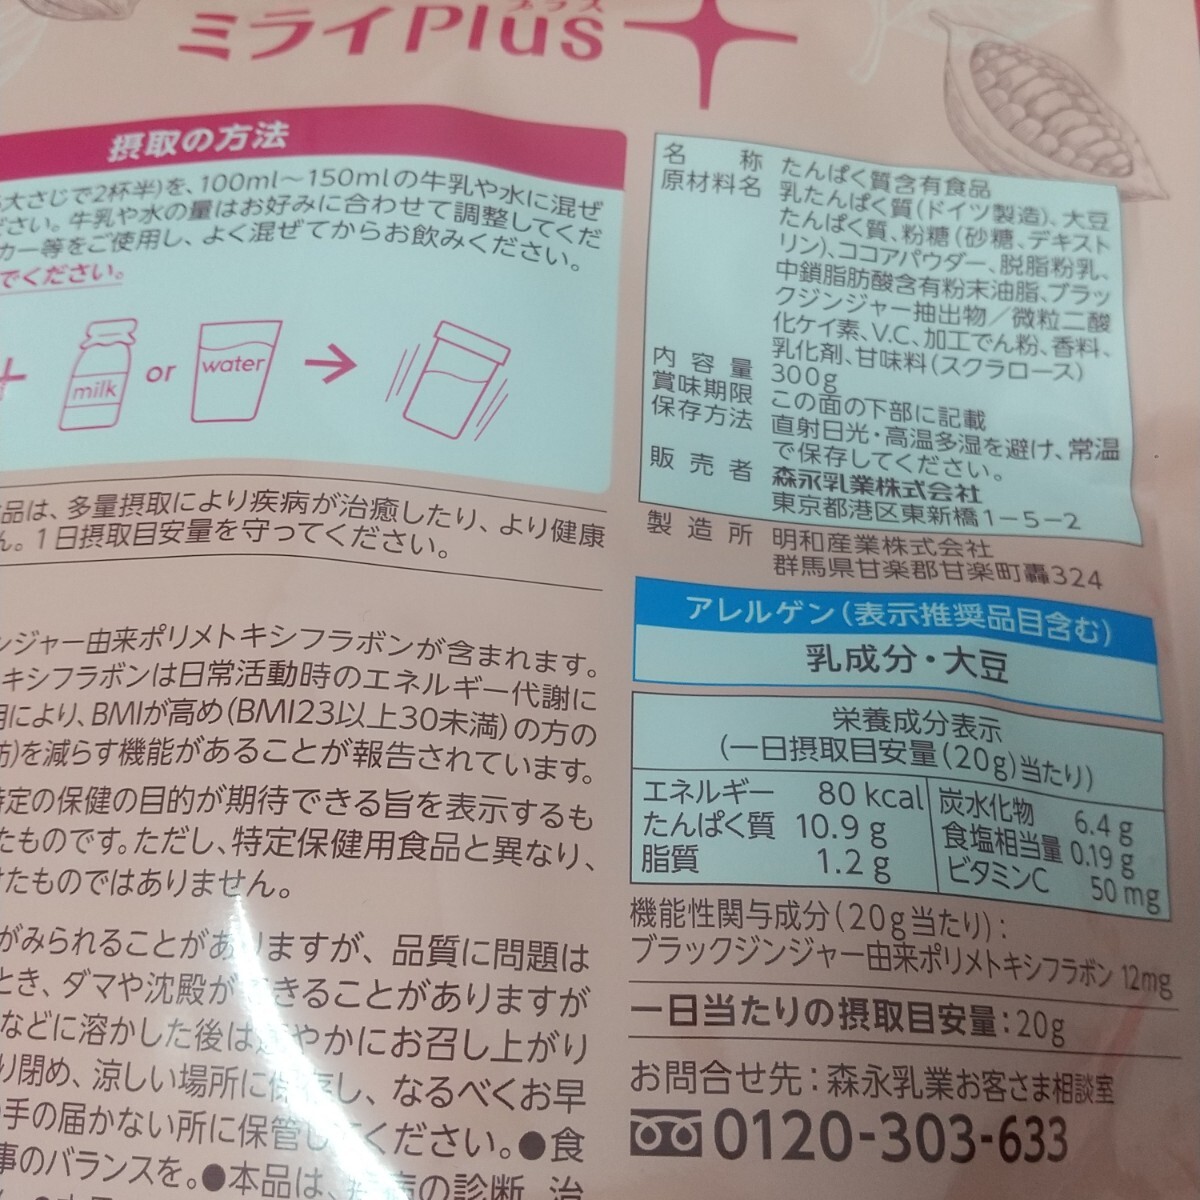 プラス
ミライPlus
摂取の方法
大さじで2杯半)を、100ml～150mlの牛乳や水に混ぜ
ださい。牛乳や水の量はお好みに合わせて調整してくだ
カー等をご使用し、よく混ぜてからお飲みください。
でください。
+
milk
or
water
品は、多量摂取により疾病が治癒したり、より健康
ん。1日摂取目安量を守ってください。
ンジャー由来ポリメトキシフラボンが含まれます。
キシフラボンは日常活動時のエネルギー代謝に
用により、BMIが高め(BMI23以上30未満)の方の
肪)を減らす機能があることが報告されています。
特定の保健の目的が期待できる旨を表示するも
たものです。ただし、特定保健用食品と異なり、
けたものではありません。
がみられることがありますが、品質に問題は
とき、ダマや沈殿ができることがありますが
などに溶かした後は速やかにお召し上がり
り閉め、涼しい場所に保存し、なるべくお早
手の届かない所に保管してください。●食
事のバランスを。●本品は、疾病の診断、治
名称 たんぱく質含有食品
原材料名 乳たんぱく質(ドイツ製造)、大豆
たんぱく質、粉糖(砂糖、デキスト
リン)、ココアパウダー、脱脂粉乳、
中鎖脂肪酸含有粉末油脂、ブラッ
クジンジャー抽出物／微粒二酸
化ケイ素、V.C、加工でん粉、香料、
乳化剤、甘味料(スクラロース)
内容量 300g
賞味期限 この面の下部に記載
保存方法 直射日光・高温多湿を避け、常温
で保存してください。
販売者 森永乳業株式会社
東京都港区東新橋1-5-2
製造所 明和産業株式会社
群馬県甘楽郡甘楽町轟324
アレルゲン(表示推奨品目含む)
乳成分・大豆
栄養成分表示
(一日摂取目安量(20g)当たり)
エネルギー 80 kcal
たんぱく質 10.9 g
脂質 1.2 g
炭水化物 6.4 g
食塩相当量 0.19 g
ビタミンC 50 mg
機能性関与成分(20g当たり):
ブラックジンジャー由来ポリメトキシフラボン 12mg
一日当たりの摂取目安量:20g
お問合せ先:森永乳業お客さま相談室
0120-303-633